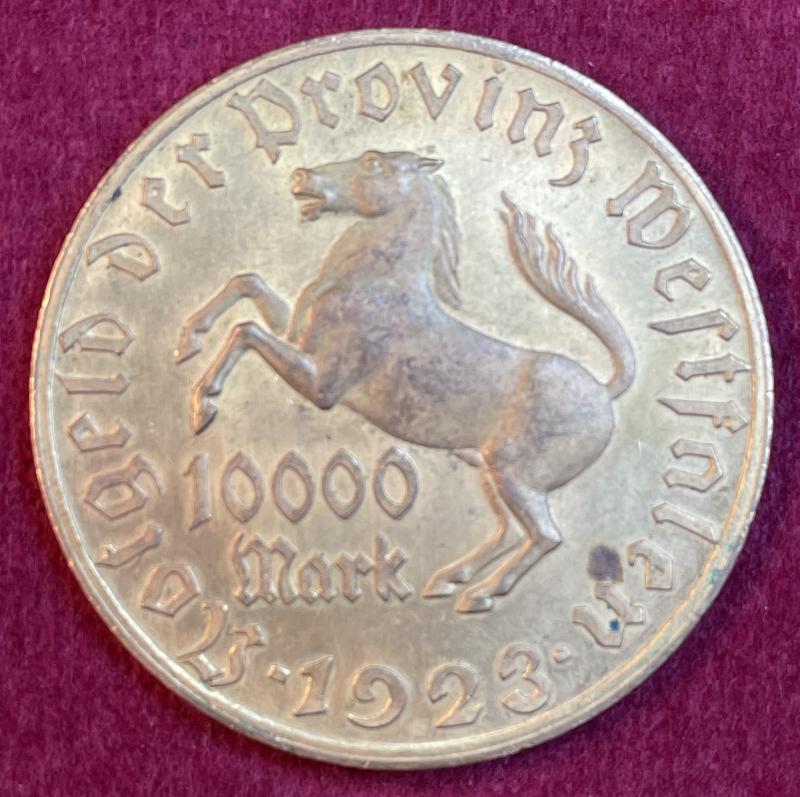 Notgeld der Provinz Westfalen
10000
Mark
·1923·